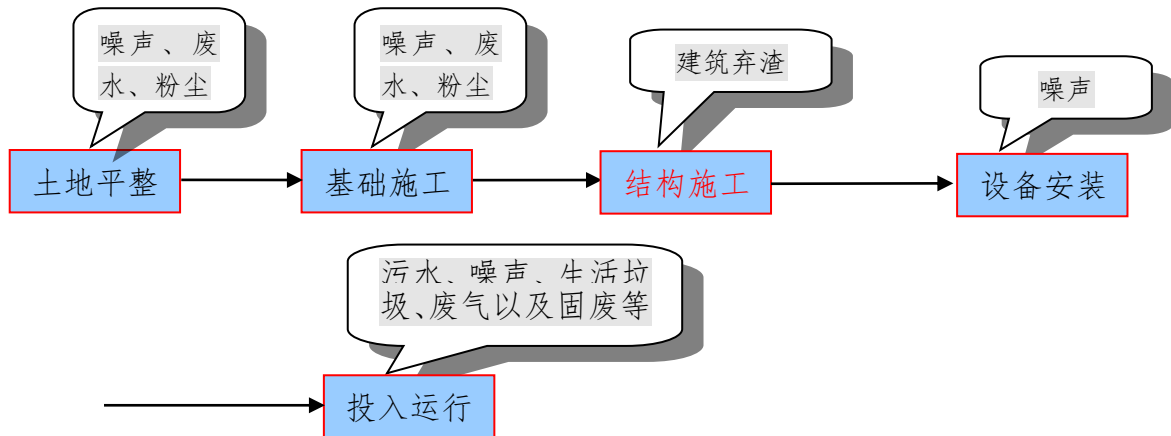 噪声、废
水、粉尘
噪声、废
水、粉尘
建筑弃渣
噪声
土地平整
基础施工
结构施工
设备安装
污水、噪声、生活垃
圾、废气以及固废等
投入运行